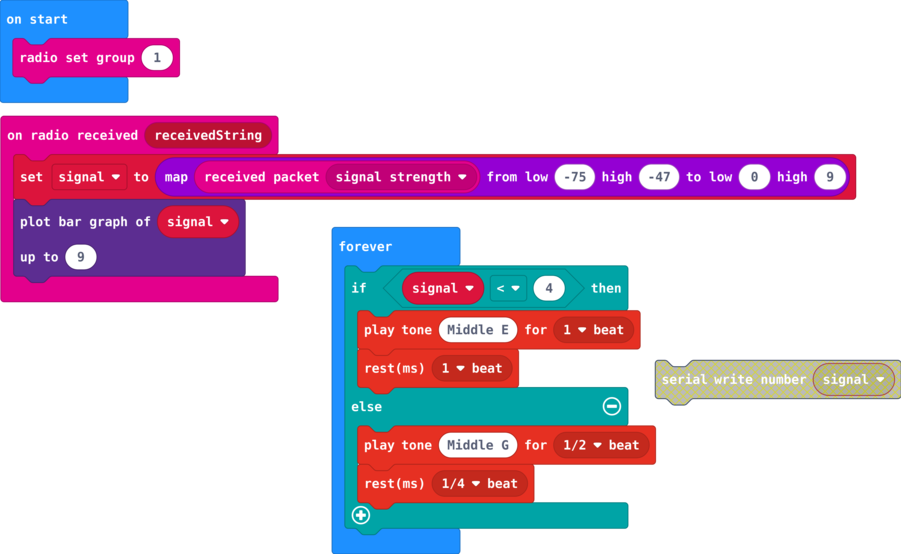 on start
radio set group 1
on radio received receivedString
set signal to map received packet signal strength from low -75 high -47 to low 0 high 9
plot bar graph of signal
up to 9
forever
if signal < 4 then
play tone Middle E for 1 beat
rest(ms) 1 beat
else
play tone Middle G for 1/2 beat
rest(ms) 1/4 beat
serial write number signal